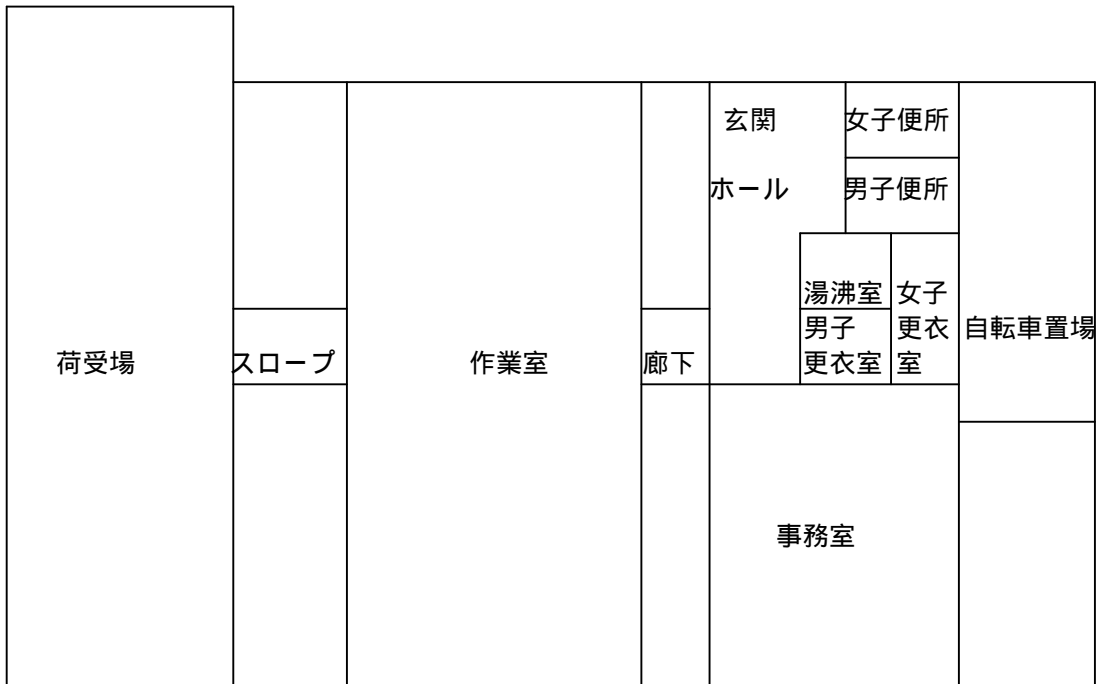 玄関
女子便所
ホール
男子便所
湯沸室
女子
更衣
室
男子
更衣室
自転車置場
荷受場
スロープ
作業室
廊下
事務室